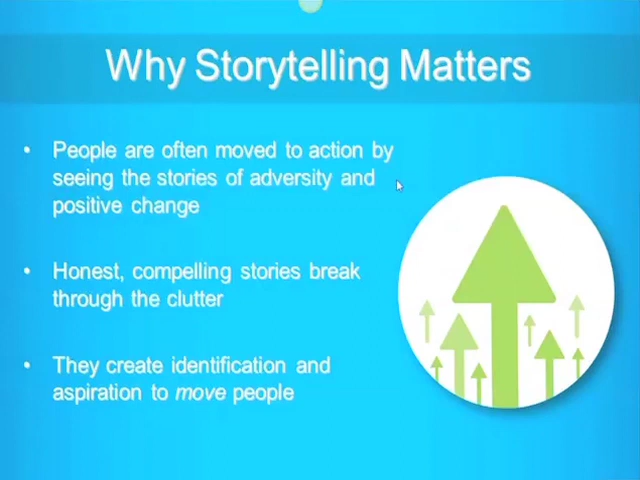 Why Storytelling Matters
• People are often moved to action by
seeing the stories of adversity and
positive change
• Honest, compelling stories break
through the clutter
• They create identification and
aspiration to move people